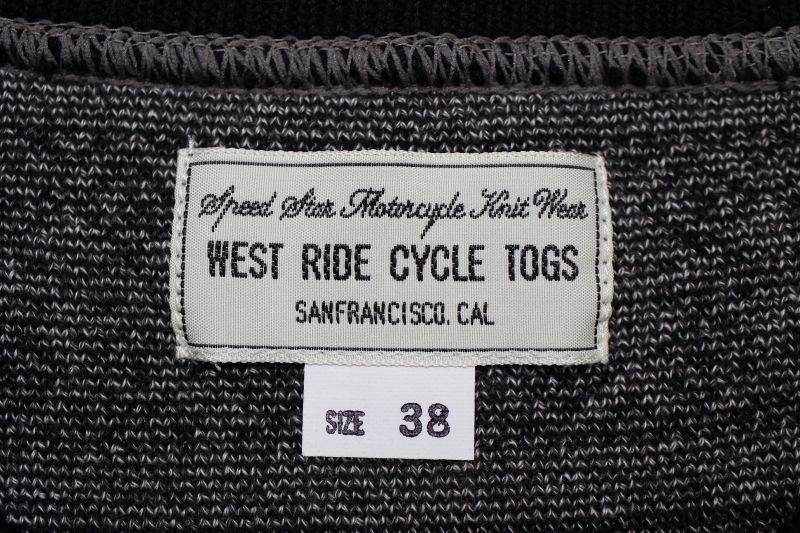 Speed Star Motorcycle Knit Wear
WEST RIDE CYCLE TOGS
SANFRANCISCO. CAL
SIZE 38